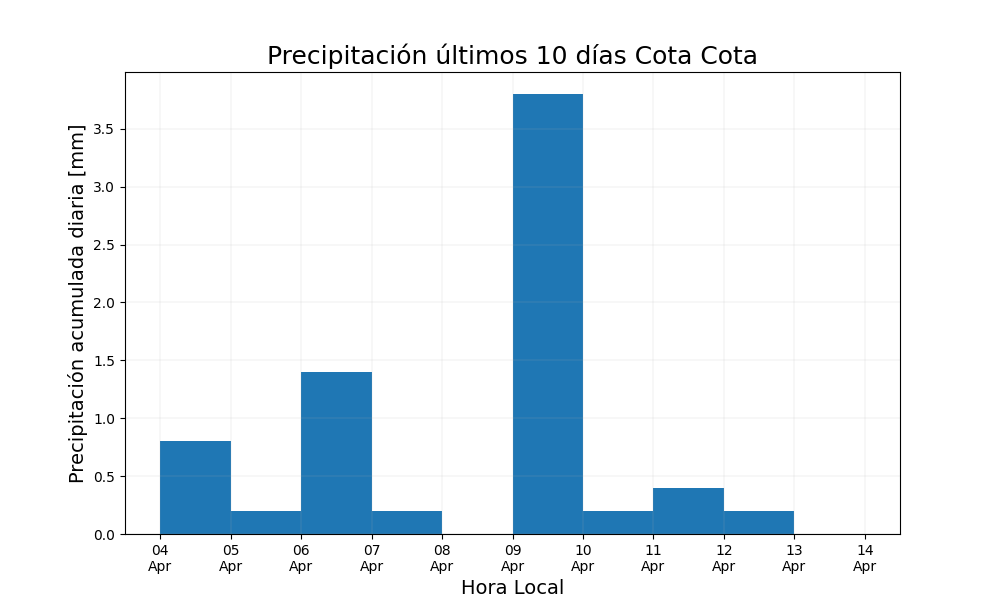 Precipitación últimos 10 días Cota Cota
Precipitación acumulada diaria [mm]
3.5
3.0
2.5
2.0
1.5
1.0
0.5
0.0
04 05 06 07 08 09 10 11 12 13 14
Apr Apr Apr Apr Apr Apr Apr Apr Apr Apr Apr
Hora Local